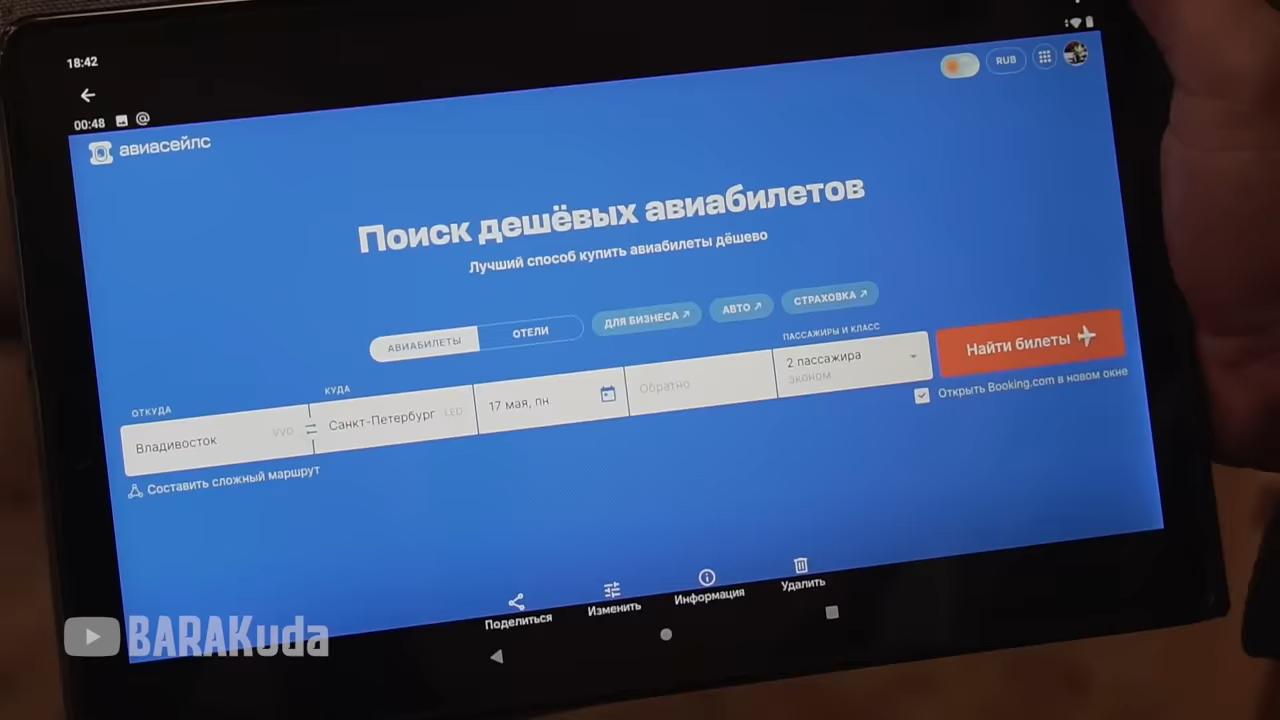 18:42
00:48
RUB
авиасейлс
Поиск дешёвых авиабилетов
Лучший способ купить авиабилеты дёшево
АВИАБИЛЕТЫ
ОТЕЛИ
ДЛЯ БИЗНЕСА
АВТО
СТРАХОВКА
ОТКУДА
КУДА
ПАССАЖИРЫ И КЛАСС
Владивосток VVO
Санкт-Петербург LED
17 мая, пн
Обратно
2 пассажира
эконом
Найти билеты
Открыть Booking.com в новом окне
Составить сложный маршрут
Поделиться
Изменить
Информация
Удалить
BARAKuda